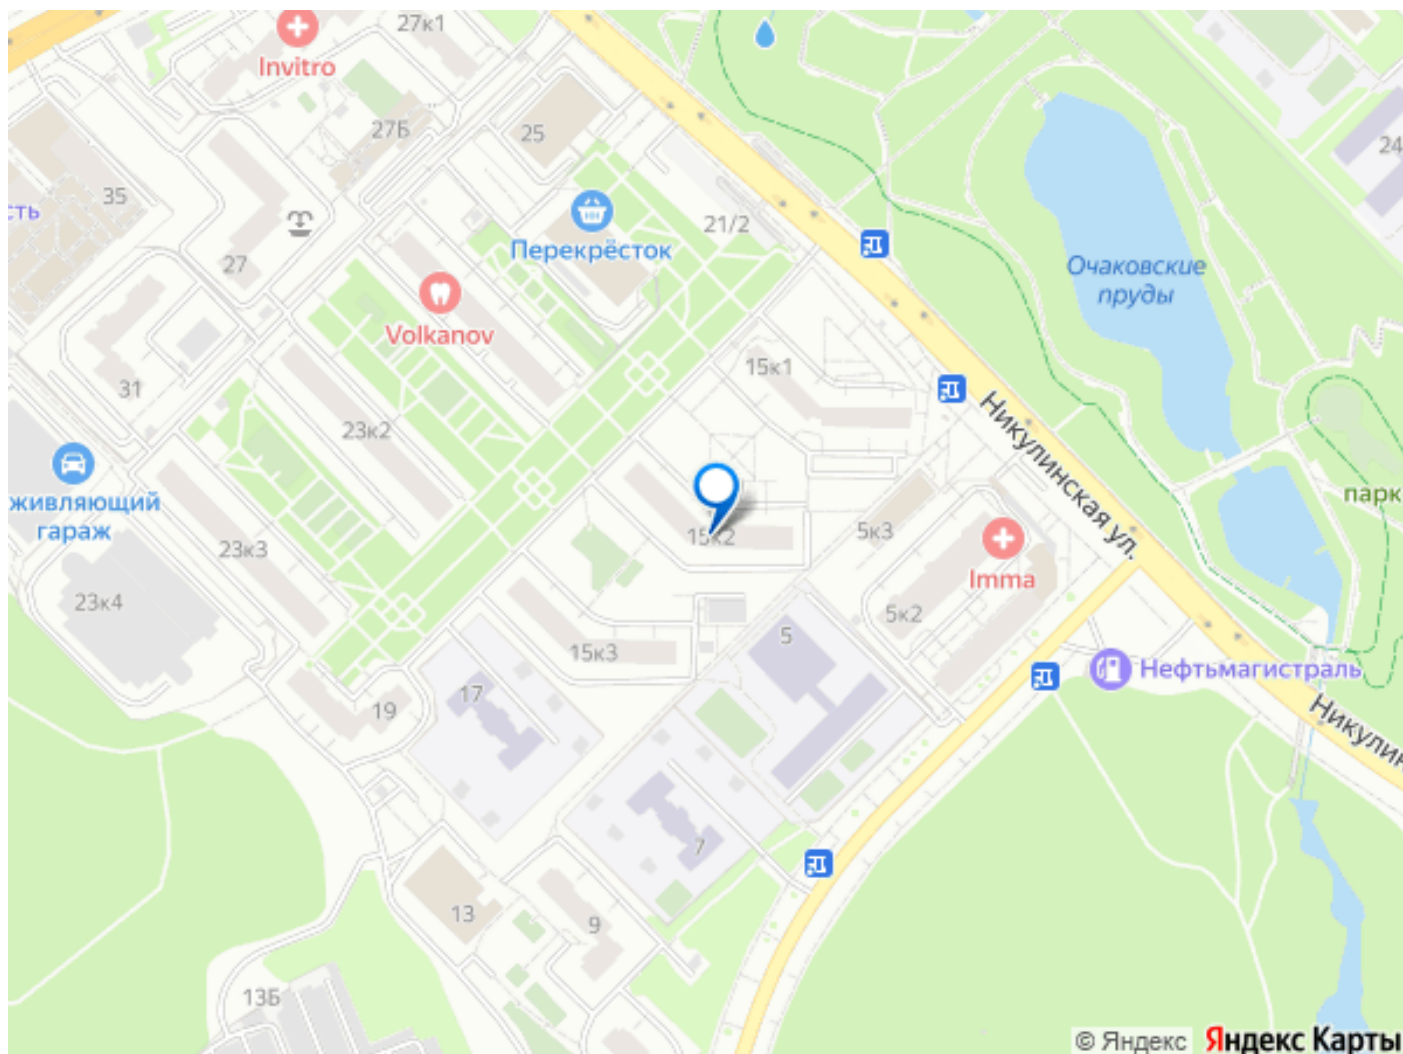 27к1
Invitro
27Б
25
24
35
сть
21/2
Перекрёсток
27
Очаковские
пруды
Volkanov
15к1
31
23к2
Никулинская ул.
живляющий
гараж
парк
15к2
5к3
23к3
Imma
23к4
5к2
5
15к3
Нефтьмагистраль
17
19
Никулин
7
13
9
13Б
© Яндекс
Яндекс Карты